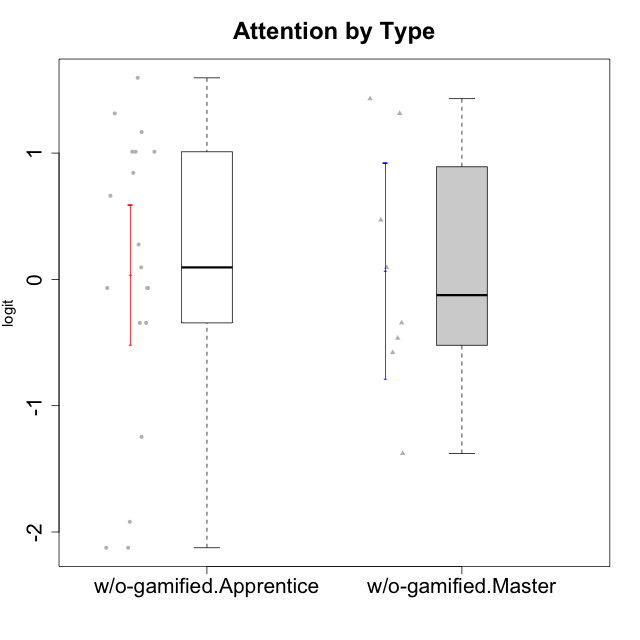 Attention by Type
logit
1
0
-1
-2
w/o-gamified.Apprentice
w/o-gamified.Master